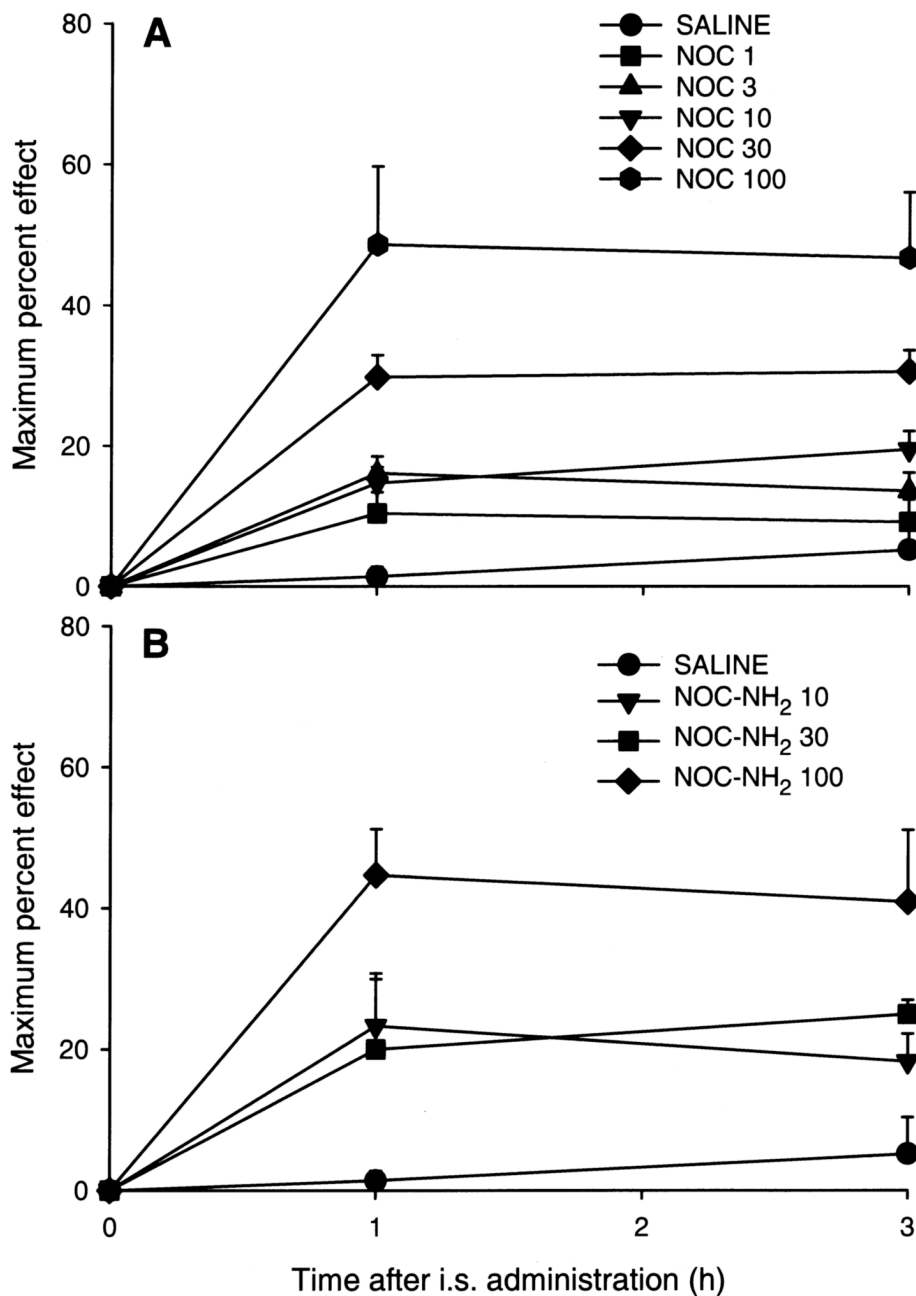 A
SALINE
NOC 1
NOC 3
NOC 10
NOC 30
NOC 100
Maximum percent effect
80
60
40
20
0
B
SALINE
NOC-NH₂ 10
NOC-NH₂ 30
NOC-NH₂ 100
Maximum percent effect
80
60
40
20
0
0 1 2 3
Time after i.s. administration (h)